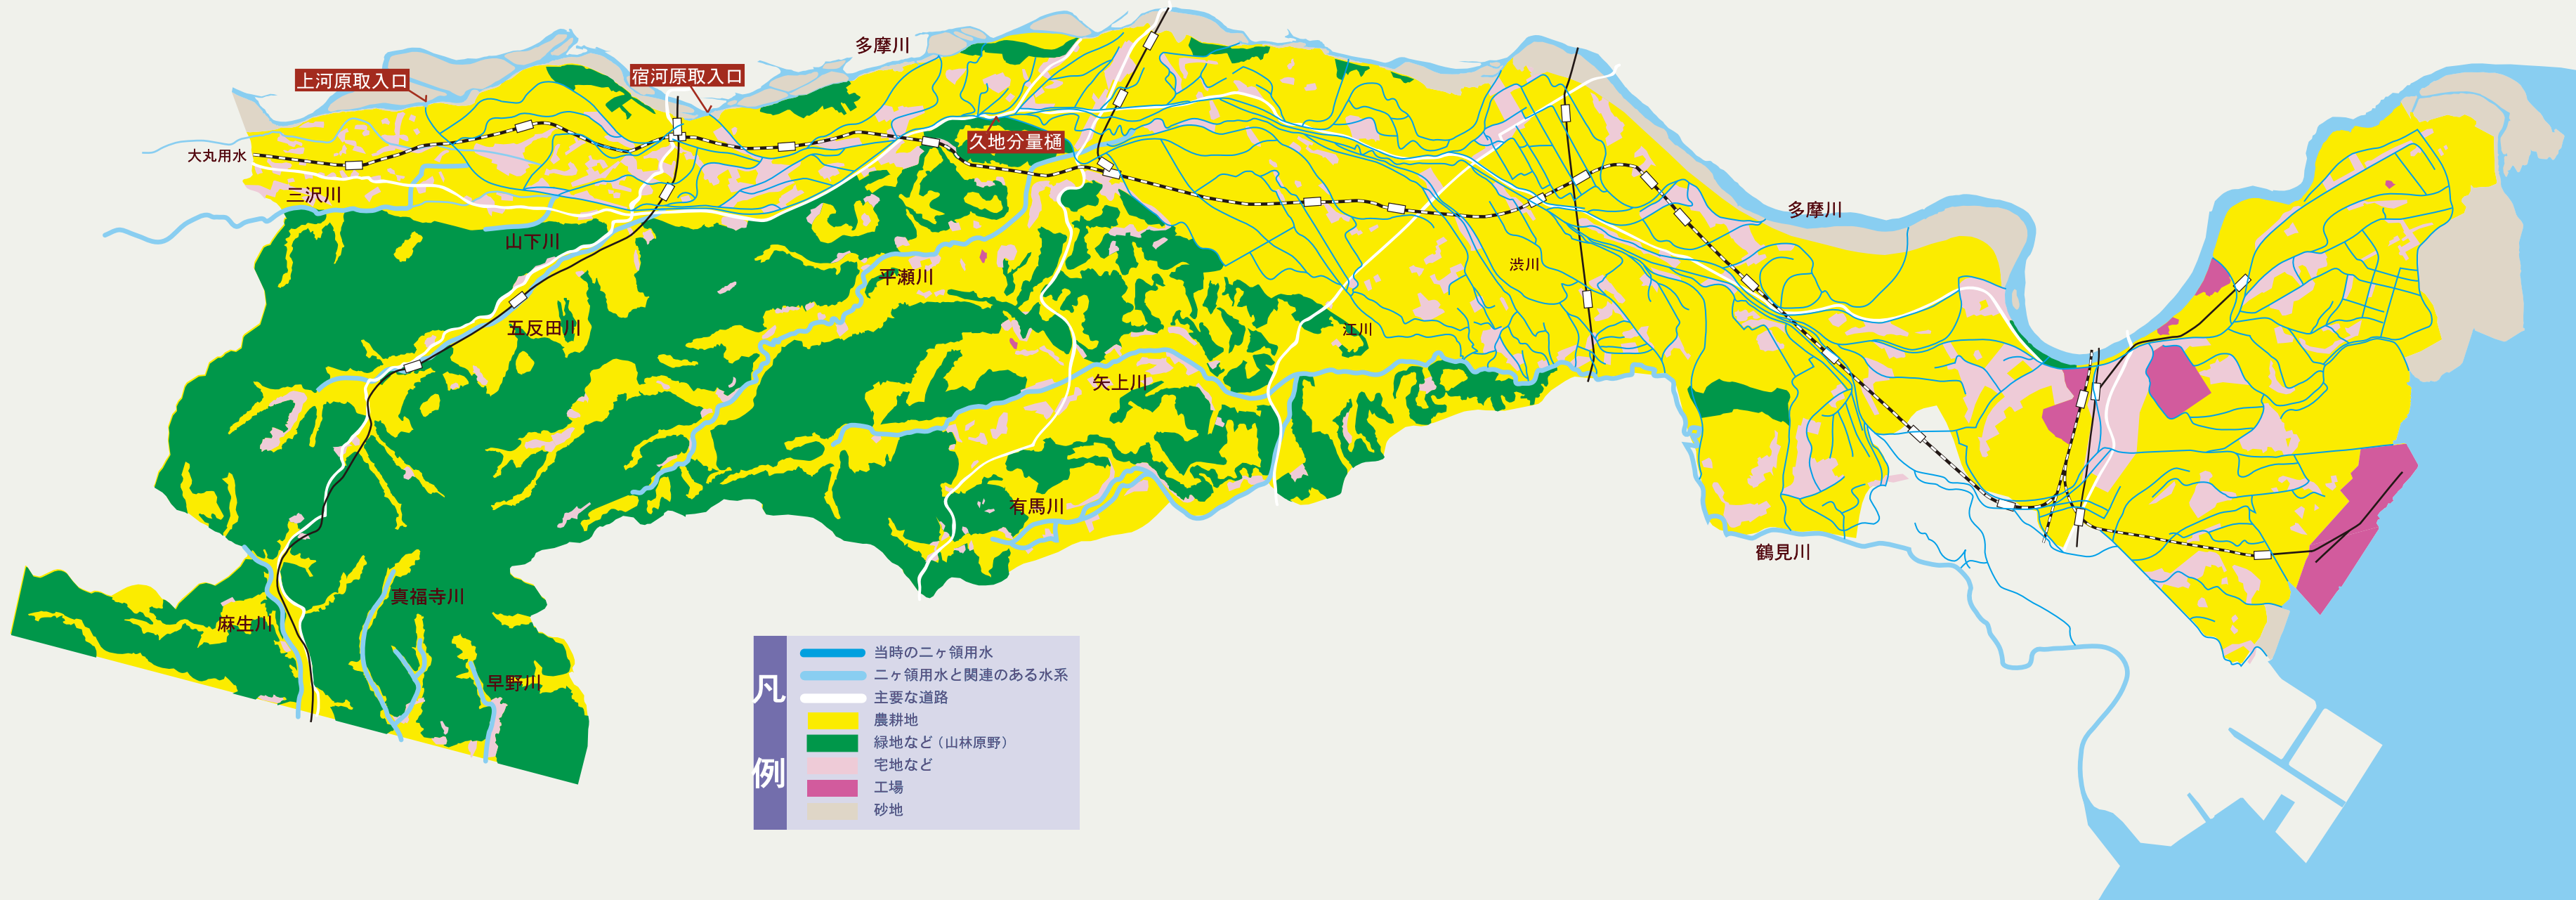 多摩川
上河原取入口
宿河原取入口
久地分量樋
大丸用水
三沢川
山下川
多摩川
平瀬川
渋川
五反田川
江川
矢上川
有馬川
鶴見川
真福寺川
麻生川
早野川
凡例
当時の二ヶ領用水
二ヶ領用水と関連のある水系
主要な道路
農耕地
緑地など（山林原野）
宅地など
工場
砂地